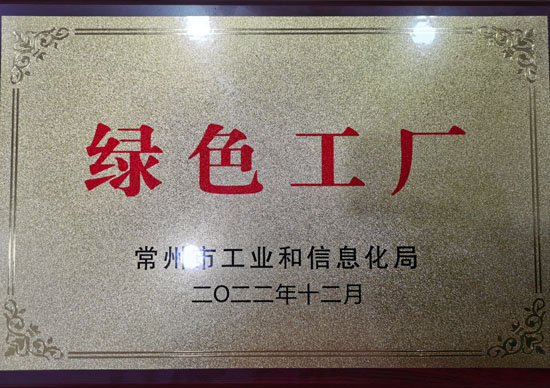 绿色工厂
常州市工业和信息化局
二〇二二年十二月